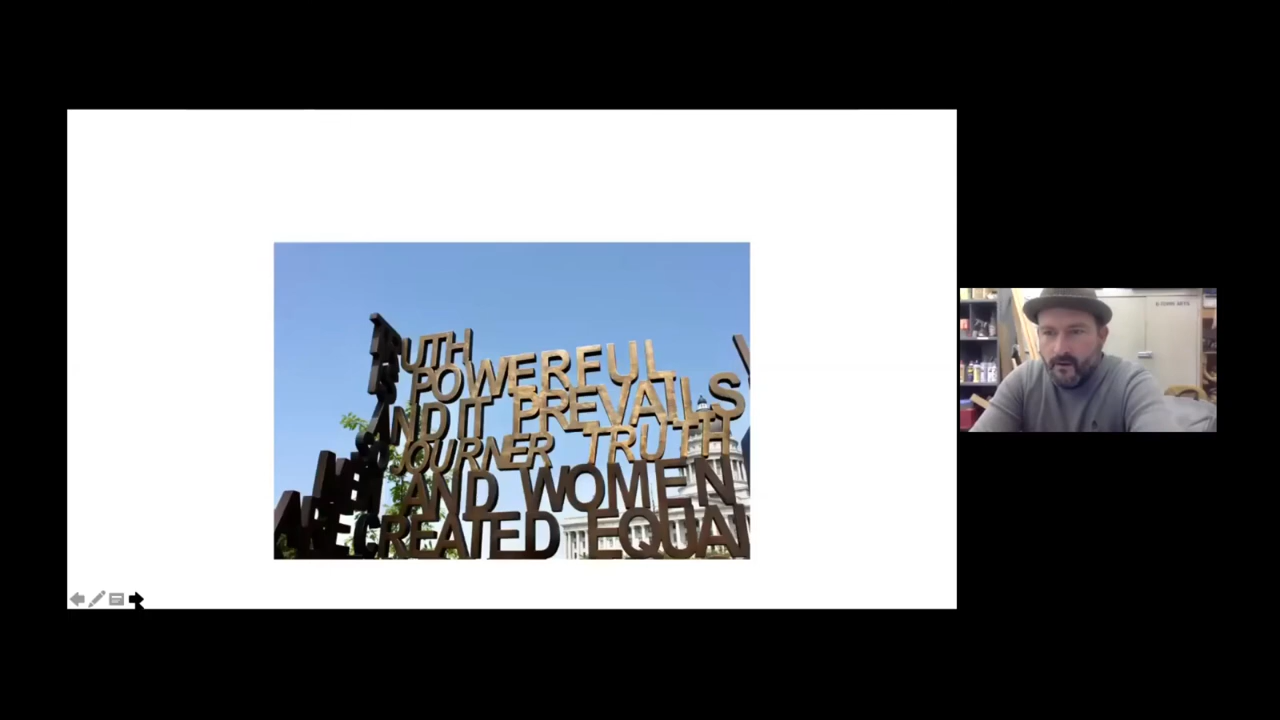 TRUTH
IS POWERFUL
AND IT PREVAILS
SOJOURNER TRUTH
MEN AND WOMEN
ARE CREATED EQUAL